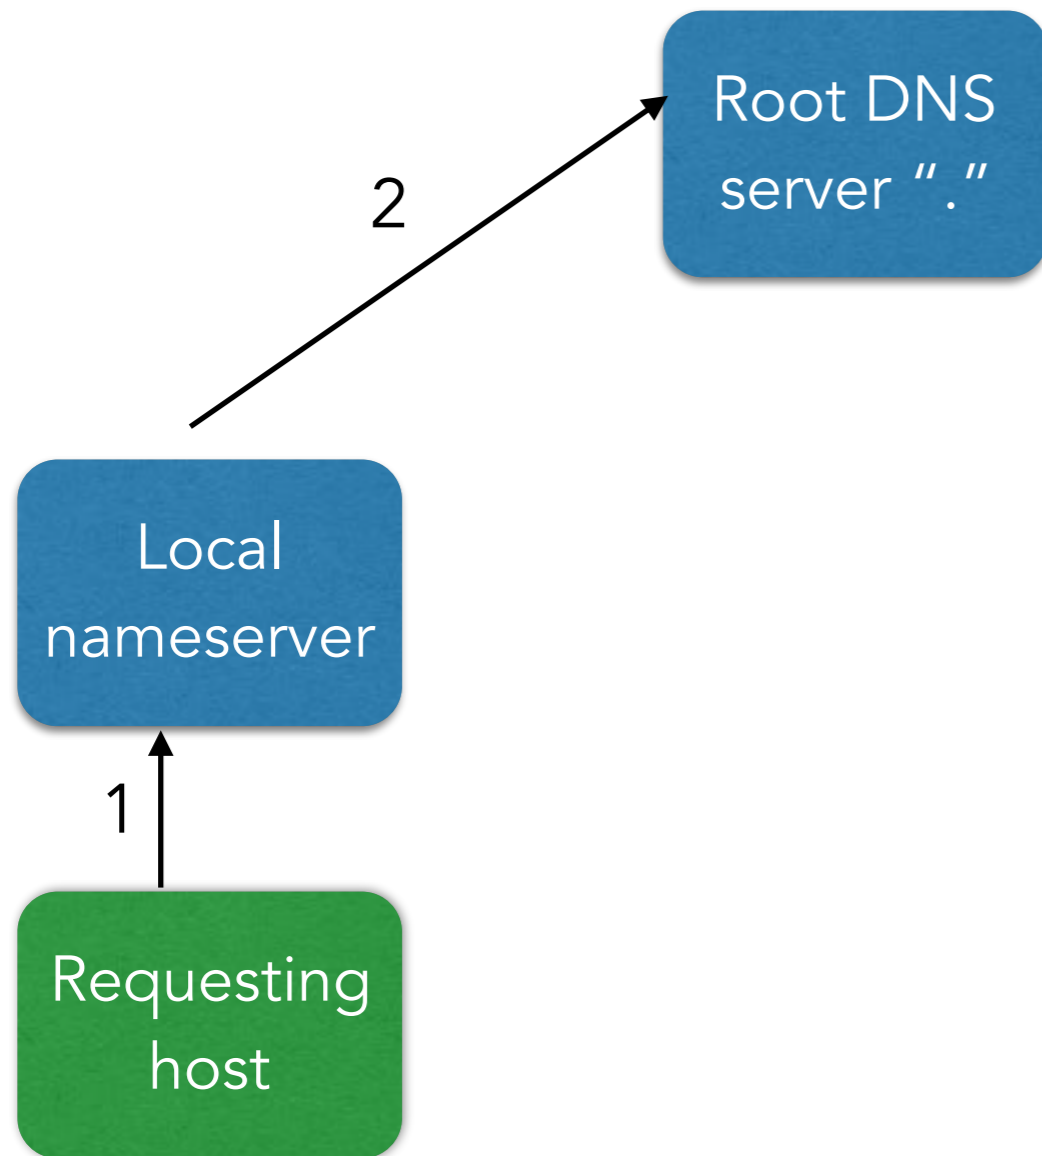 Root DNS
server “.”
2
Local
nameserver
1
Requesting
host